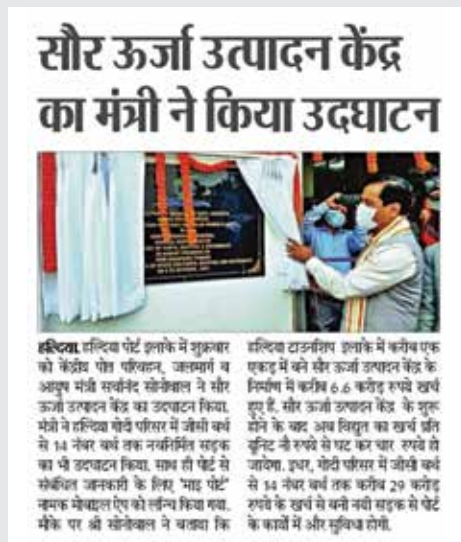 सौर ऊर्जा उत्पादन केंद्र
का मंत्री ने किया उदघाटन
हल्दिया. हल्दिया पोर्ट इलाके में शुक्रवार
को केंद्रीय पोत परिवहन, जलमार्ग व
आयुष मंत्री सर्वानंद सोनोवाल ने सौर
ऊर्जा उत्पादन केंद्र का उदघाटन किया.
मंत्री ने हल्दिया गोदी परिसर में जीसी बर्थ
से 14 नंबर बर्थ तक नवनिर्मित सड़क
का भी उदघाटन किया. साथ ही पोर्ट से
संबंधित जानकारी के लिए 'माइ पोर्ट'
नामक मोबाइल ऐप को लॉन्च किया गया.
मौके पर श्री सोनोवाल ने बताया कि
हल्दिया टाउनशिप इलाके में करीब एक
एकड़ में बने सौर ऊर्जा उत्पादन केंद्र के
निर्माण में करीब 6.6 करोड़ रुपये खर्च
हुए हैं. सौर ऊर्जा उत्पादन केंद्र के शुरू
होने के बाद अब विद्युत का खर्च प्रति
यूनिट नौ रुपये से घट कर चार रुपये हो
जायेगा. इधर, गोदी परिसर में जीसी बर्थ
से 14 नंबर बर्थ तक करीब 29 करोड़
रुपये के खर्च से बनी नयी सड़क से पोर्ट
के कार्यों में और सुविधा होगी.